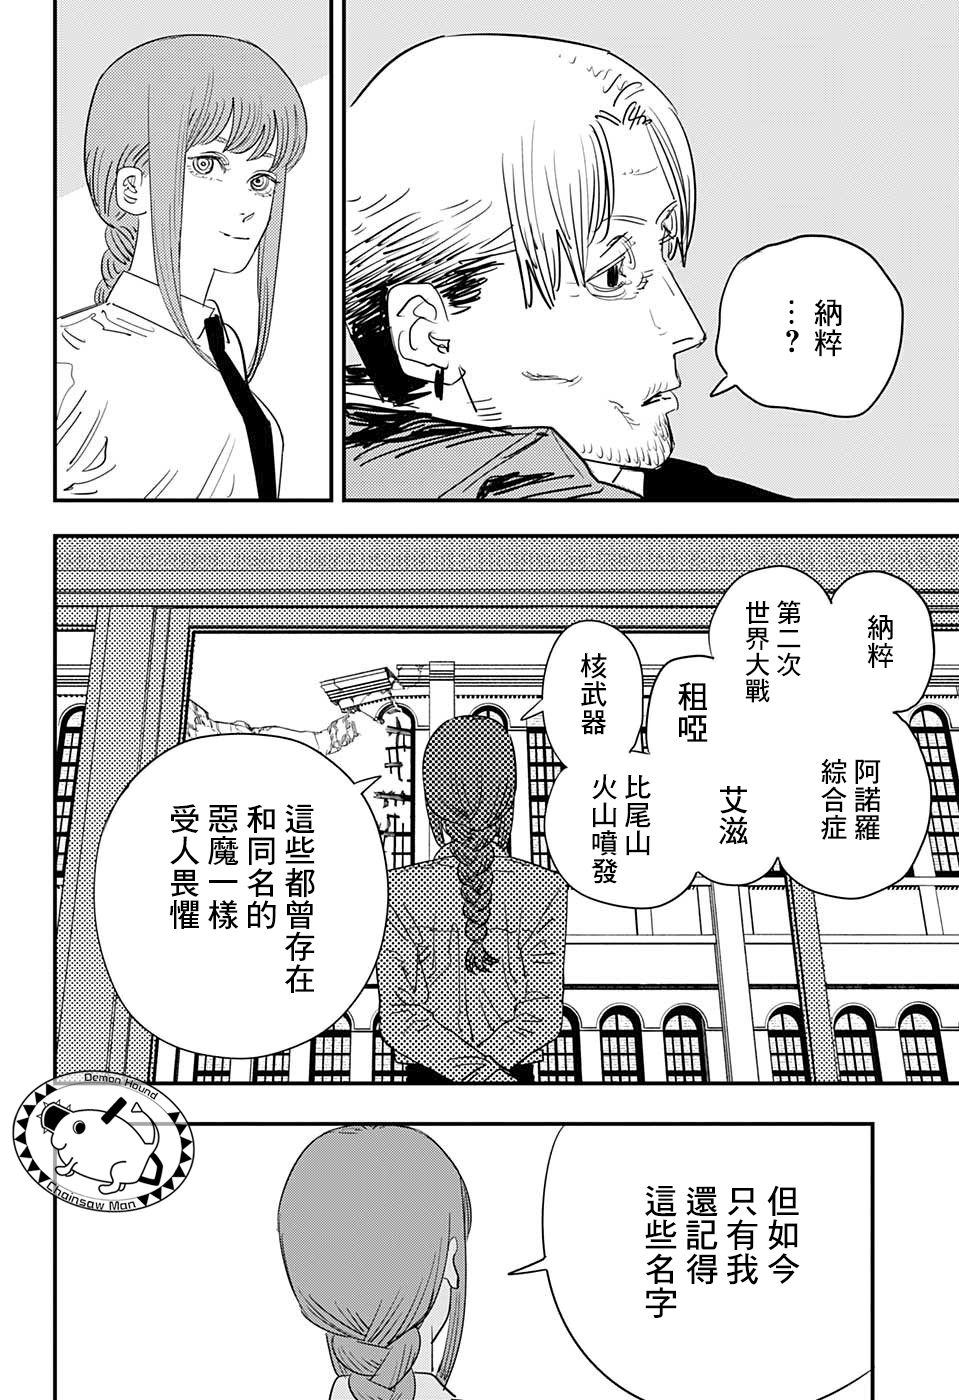 納粹
…?
納粹
第二次
世界大戰
阿諾羅
綜合症
租啞
艾滋
核武器
比尾山
火山噴發
這些都曾存在
和同名的
惡魔一樣
受人畏懼
但如今
只有我
還記得
這些名字
Demon Hound
Chainsaw Man